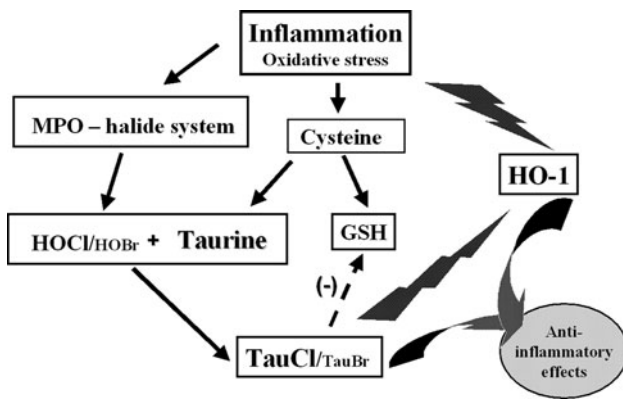 Inflammation
Oxidative stress
MPO – halide system
Cysteine
HO-1
HOCl/HOBr + Taurine
GSH
(-)
TauCl/TauBr
Anti-
inflammatory
effects